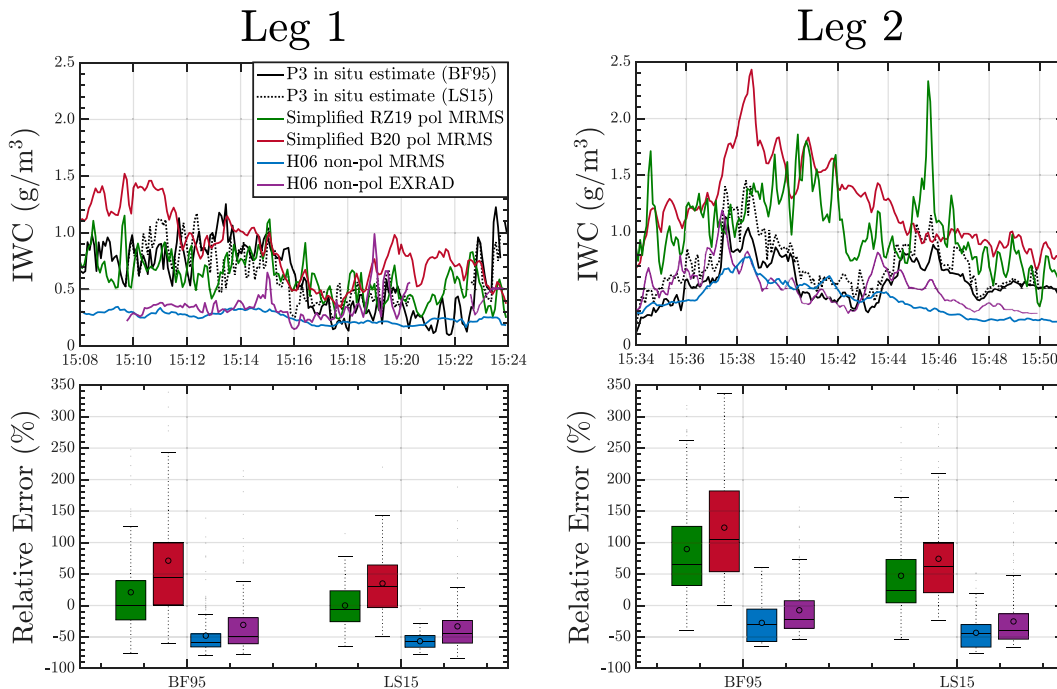 Leg 1
Leg 2
IWC (g/m³)
2.5
2.0
1.5
1.0
0.5
0
P3 in situ estimate (BF95)
P3 in situ estimate (LS15)
Simplified RZ19 pol MRMS
Simplified B20 pol MRMS
H06 non-pol MRMS
H06 non-pol EXRAD
15:08 15:10 15:12 15:14 15:16 15:18 15:20 15:22 15:24
IWC (g/m³)
2.5
2.0
1.5
1.0
0.5
0
15:34 15:36 15:38 15:40 15:42 15:44 15:46 15:48 15:50
Relative Error (%)
350
300
250
200
150
100
50
0
-50
-100
BF95 LS15
Relative Error (%)
350
300
250
200
150
100
50
0
-50
-100
BF95 LS15